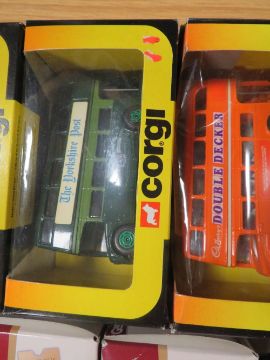 The Yorkshire Post
CORGI
Cadbury's
DOUBLE DECKER